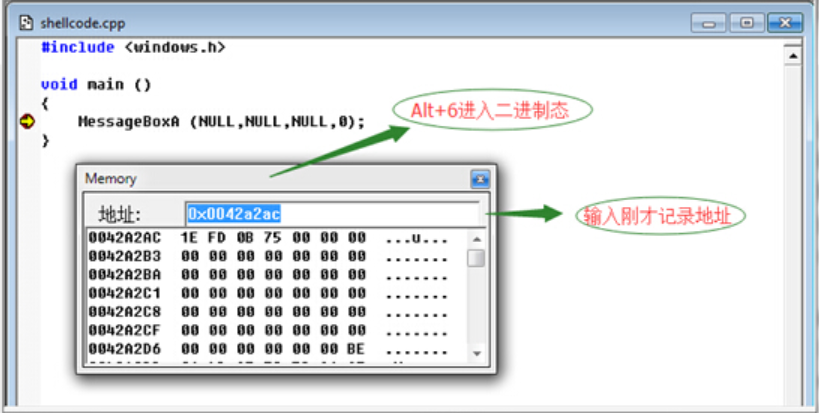 shellcode.cpp
#include <windows.h>
void main ()
{
MessageBoxA (NULL,NULL,NULL,0);
}
Alt+6进入二进制态
Memory
地址: 0x0042a2ac
输入刚才记录地址
0042A2AC 1E FD 0B 75 00 00 00 ...u...
0042A2B3 00 00 00 00 00 00 00 .......
0042A2BA 00 00 00 00 00 00 00 .......
0042A2C1 00 00 00 00 00 00 00 .......
0042A2C8 00 00 00 00 00 00 00 .......
0042A2CF 00 00 00 00 00 00 00 .......
0042A2D6 00 00 00 00 00 00 BE .......